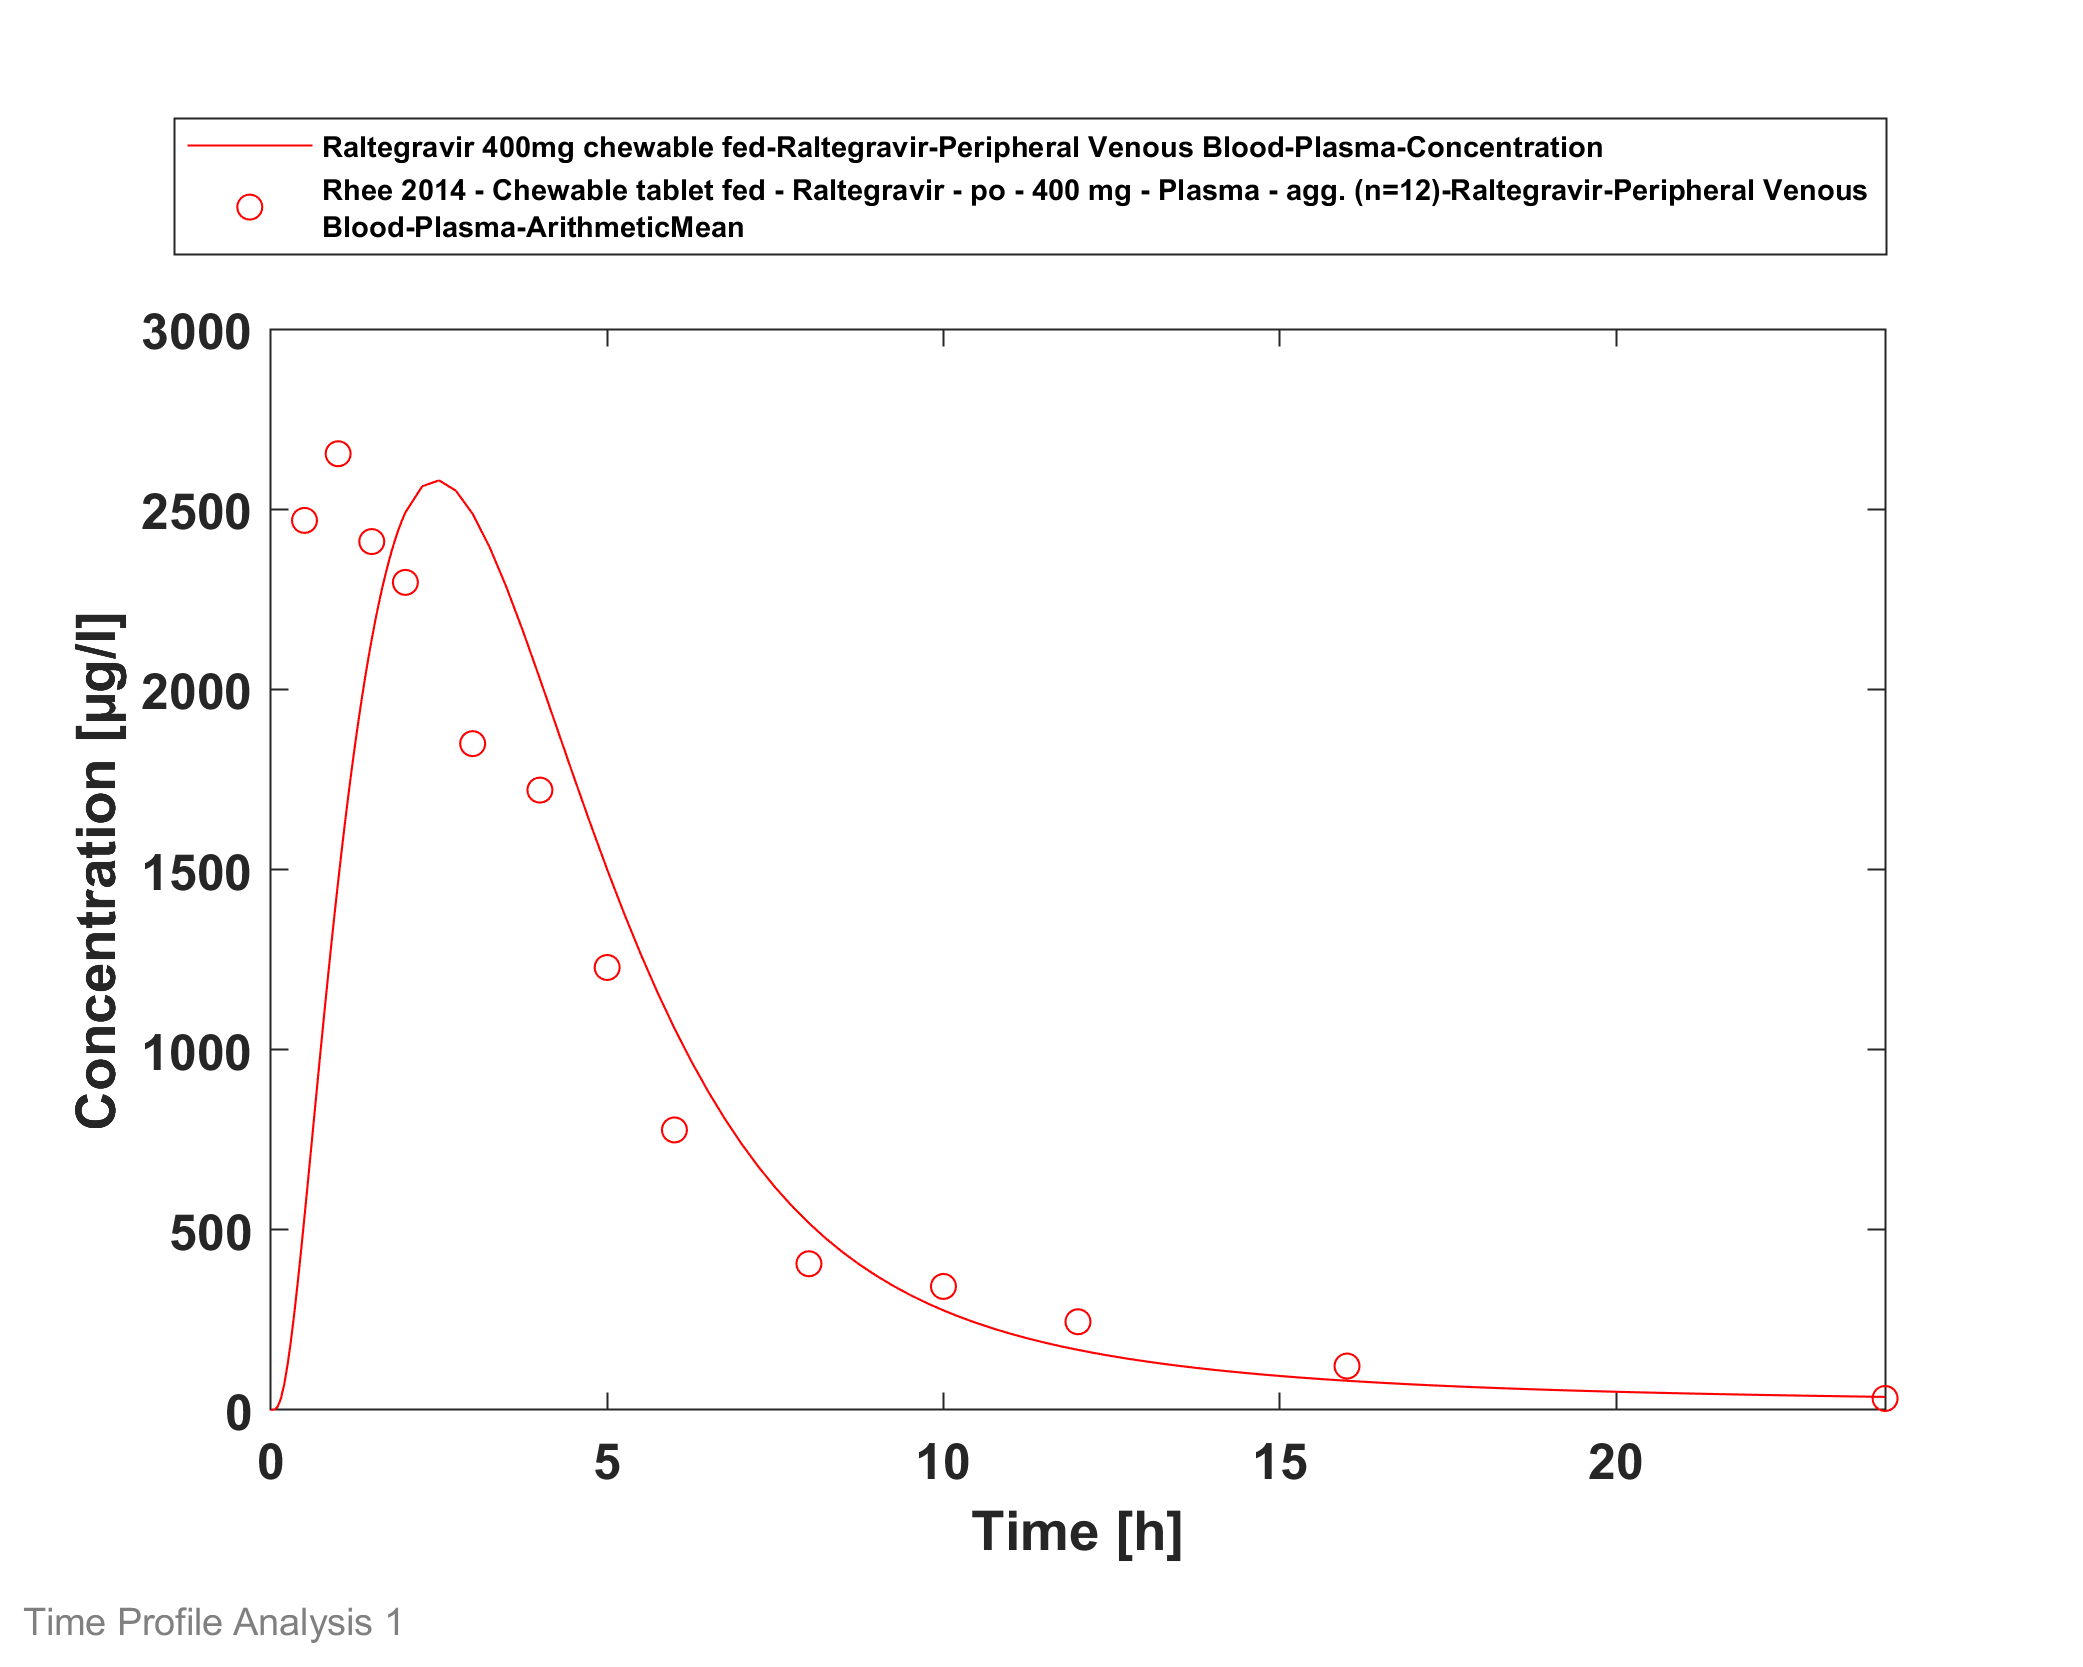 Raltegravir 400mg chewable fed-Raltegravir-Peripheral Venous Blood-Plasma-Concentration
Rhee 2014 - Chewable tablet fed - Raltegravir - po - 400 mg - Plasma - agg. (n=12)-Raltegravir-Peripheral Venous
Blood-Plasma-ArithmeticMean
3000
2500
2000
1500
1000
500
0
Concentration [µg/l]
0 5 10 15 20
Time [h]
Time Profile Analysis 1